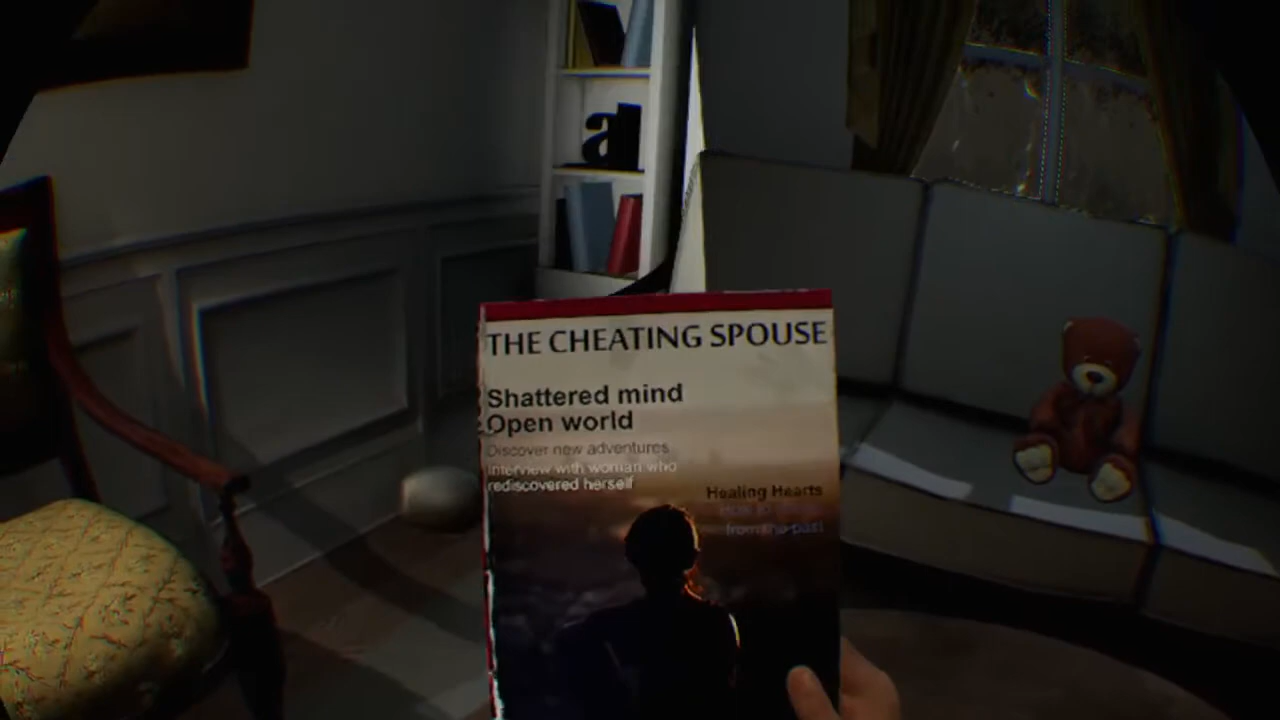 a
THE CHEATING SPOUSE
Shattered mind
Open world
Discover new adventures
Interview with woman who
rediscovered herself
Healing Hearts
from the past